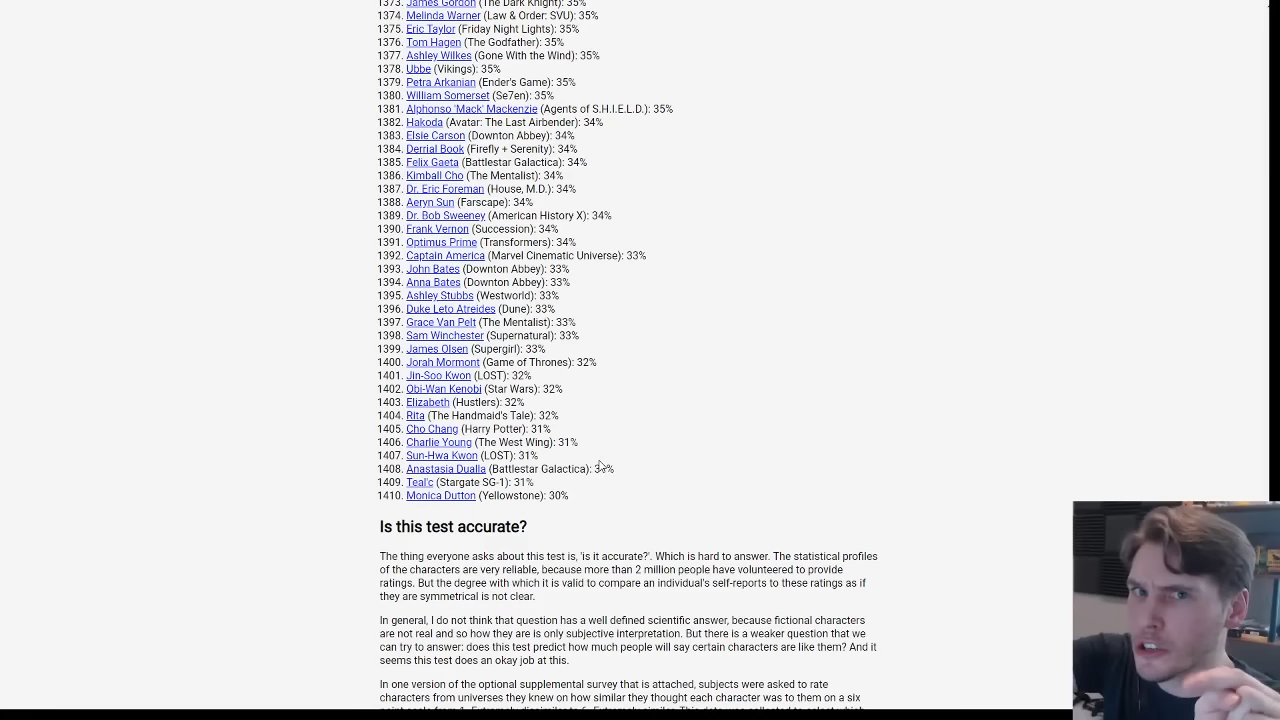 1373. James Gordon (The Dark Knight): 35%
1374. Melinda Warner (Law & Order: SVU): 35%
1375. Eric Taylor (Friday Night Lights): 35%
1376. Tom Hagen (The Godfather): 35%
1377. Ashley Wilkes (Gone With the Wind): 35%
1378. Ubbe (Vikings): 35%
1379. Petra Arkanian (Ender's Game): 35%
1380. William Somerset (Se7en): 35%
1381. Alphonso 'Mack' Mackenzie (Agents of S.H.I.E.L.D.): 35%
1382. Hakoda (Avatar: The Last Airbender): 34%
1383. Elsie Carson (Downton Abbey): 34%
1384. Derrial Book (Firefly + Serenity): 34%
1385. Felix Gaeta (Battlestar Galactica): 34%
1386. Kimball Cho (The Mentalist): 34%
1387. Dr. Eric Foreman (House, M.D.): 34%
1388. Aeryn Sun (Farscape): 34%
1389. Dr. Bob Sweeney (American History X): 34%
1390. Frank Vernon (Succession): 34%
1391. Optimus Prime (Transformers): 34%
1392. Captain America (Marvel Cinematic Universe): 33%
1393. John Bates (Downton Abbey): 33%
1394. Anna Bates (Downton Abbey): 33%
1395. Ashley Stubbs (Westworld): 33%
1396. Duke Leto Atreides (Dune): 33%
1397. Grace Van Pelt (The Mentalist): 33%
1398. Sam Winchester (Supernatural): 33%
1399. James Olsen (Supergirl): 33%
1400. Jorah Mormont (Game of Thrones): 32%
1401. Jin-Soo Kwon (LOST): 32%
1402. Obi-Wan Kenobi (Star Wars): 32%
1403. Elizabeth (Hustlers): 32%
1404. Rita (The Handmaid's Tale): 32%
1405. Cho Chang (Harry Potter): 31%
1406. Charlie Young (The West Wing): 31%
1407. Sun-Hwa Kwon (LOST): 31%
1408. Anastasia Dualla (Battlestar Galactica):
1409. Teal'c (Stargate SG-1): 31%
1410. Monica Dutton (Yellowstone): 30%
Is this test accurate?
The thing everyone asks about this test is, 'is it accurate?'. Which is hard to answer. The statistical profiles
of the characters are very reliable, because more than 2 million people have volunteered to provide
ratings. But the degree with which it is valid to compare an individual's self-reports to these ratings as if
they are symmetrical is not clear.
In general, I do not think that question has a well defined scientific answer, because fictional characters
are not real and so how they are is only subjective interpretation. But there is a weaker question that we
can try to answer: does this test predict how much people will say certain characters are like them? And it
seems this test does an okay job at this.
In one version of the optional supplemental survey that is attached, subjects were asked to rate
characters from universes they knew on how similar they thought each character was to them on a six